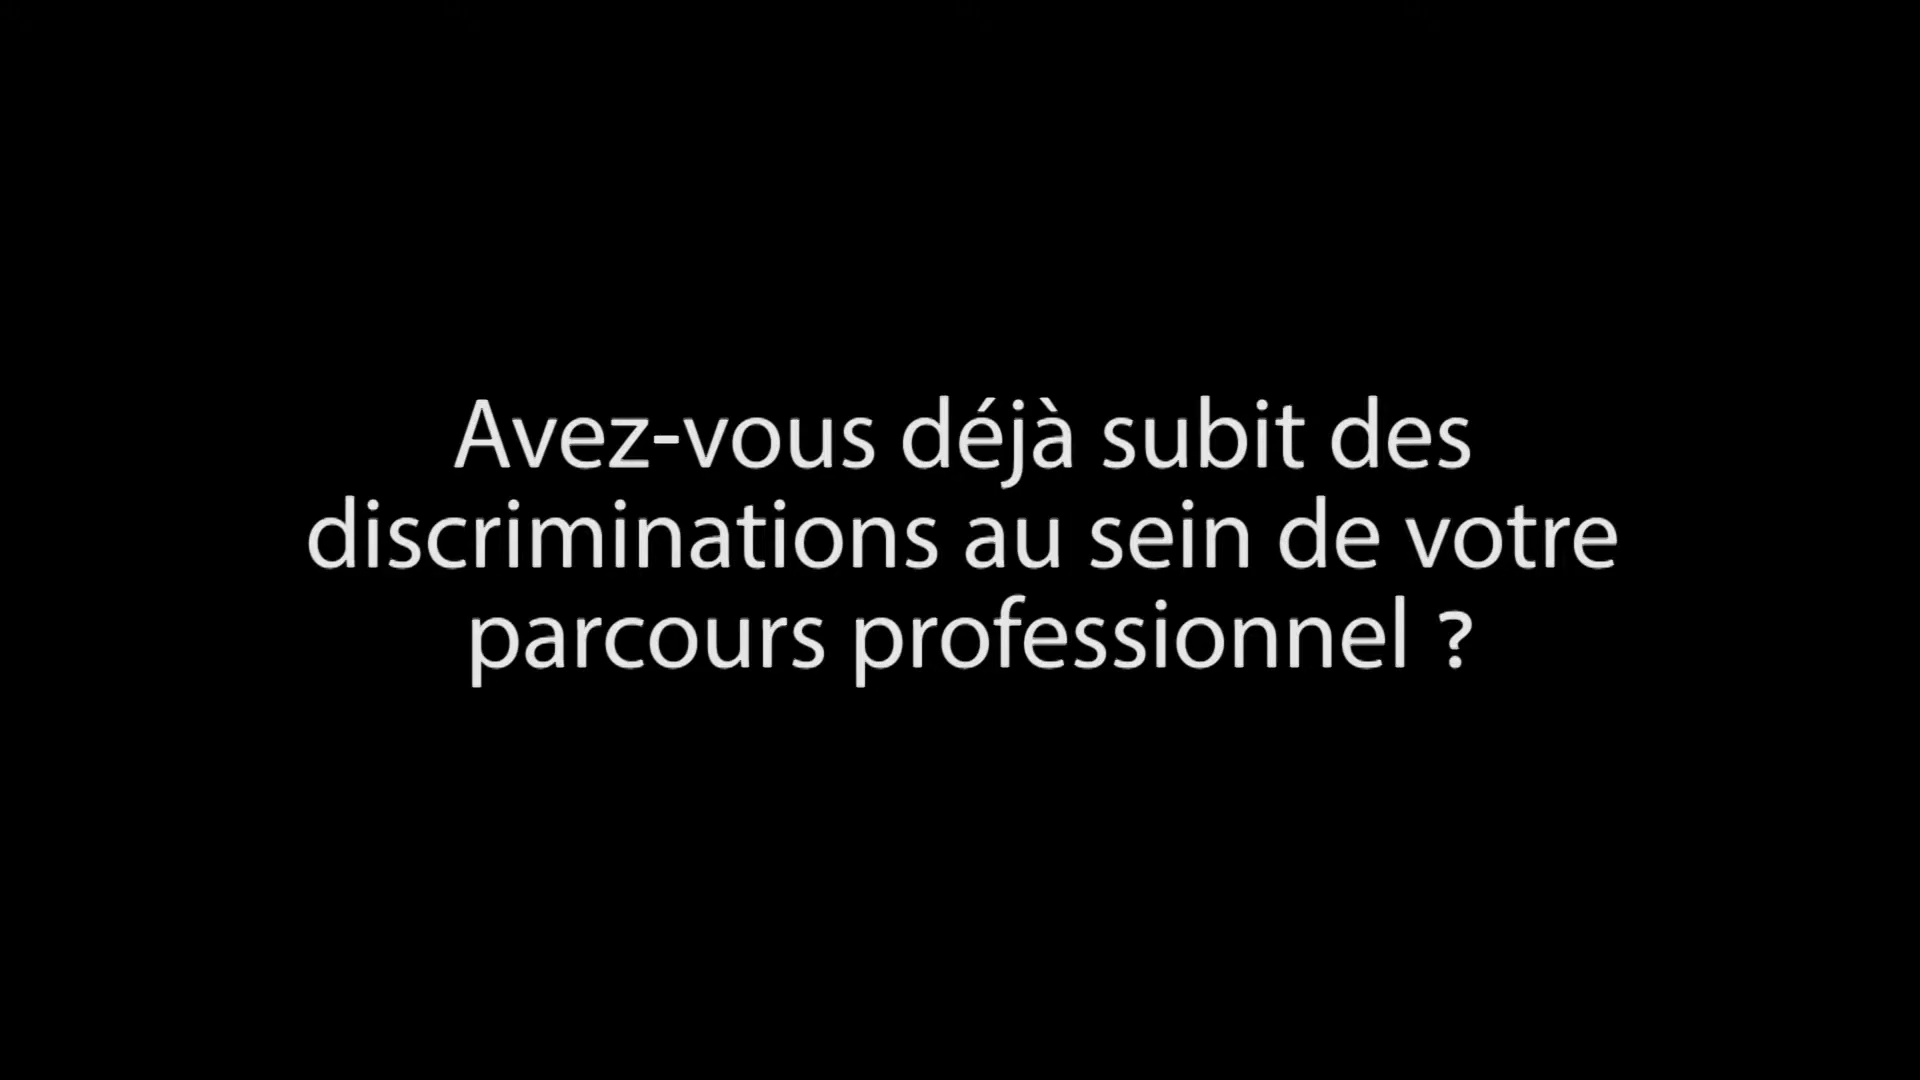 Avez-vous déjà subit des
discriminations au sein de votre
parcours professionnel ?